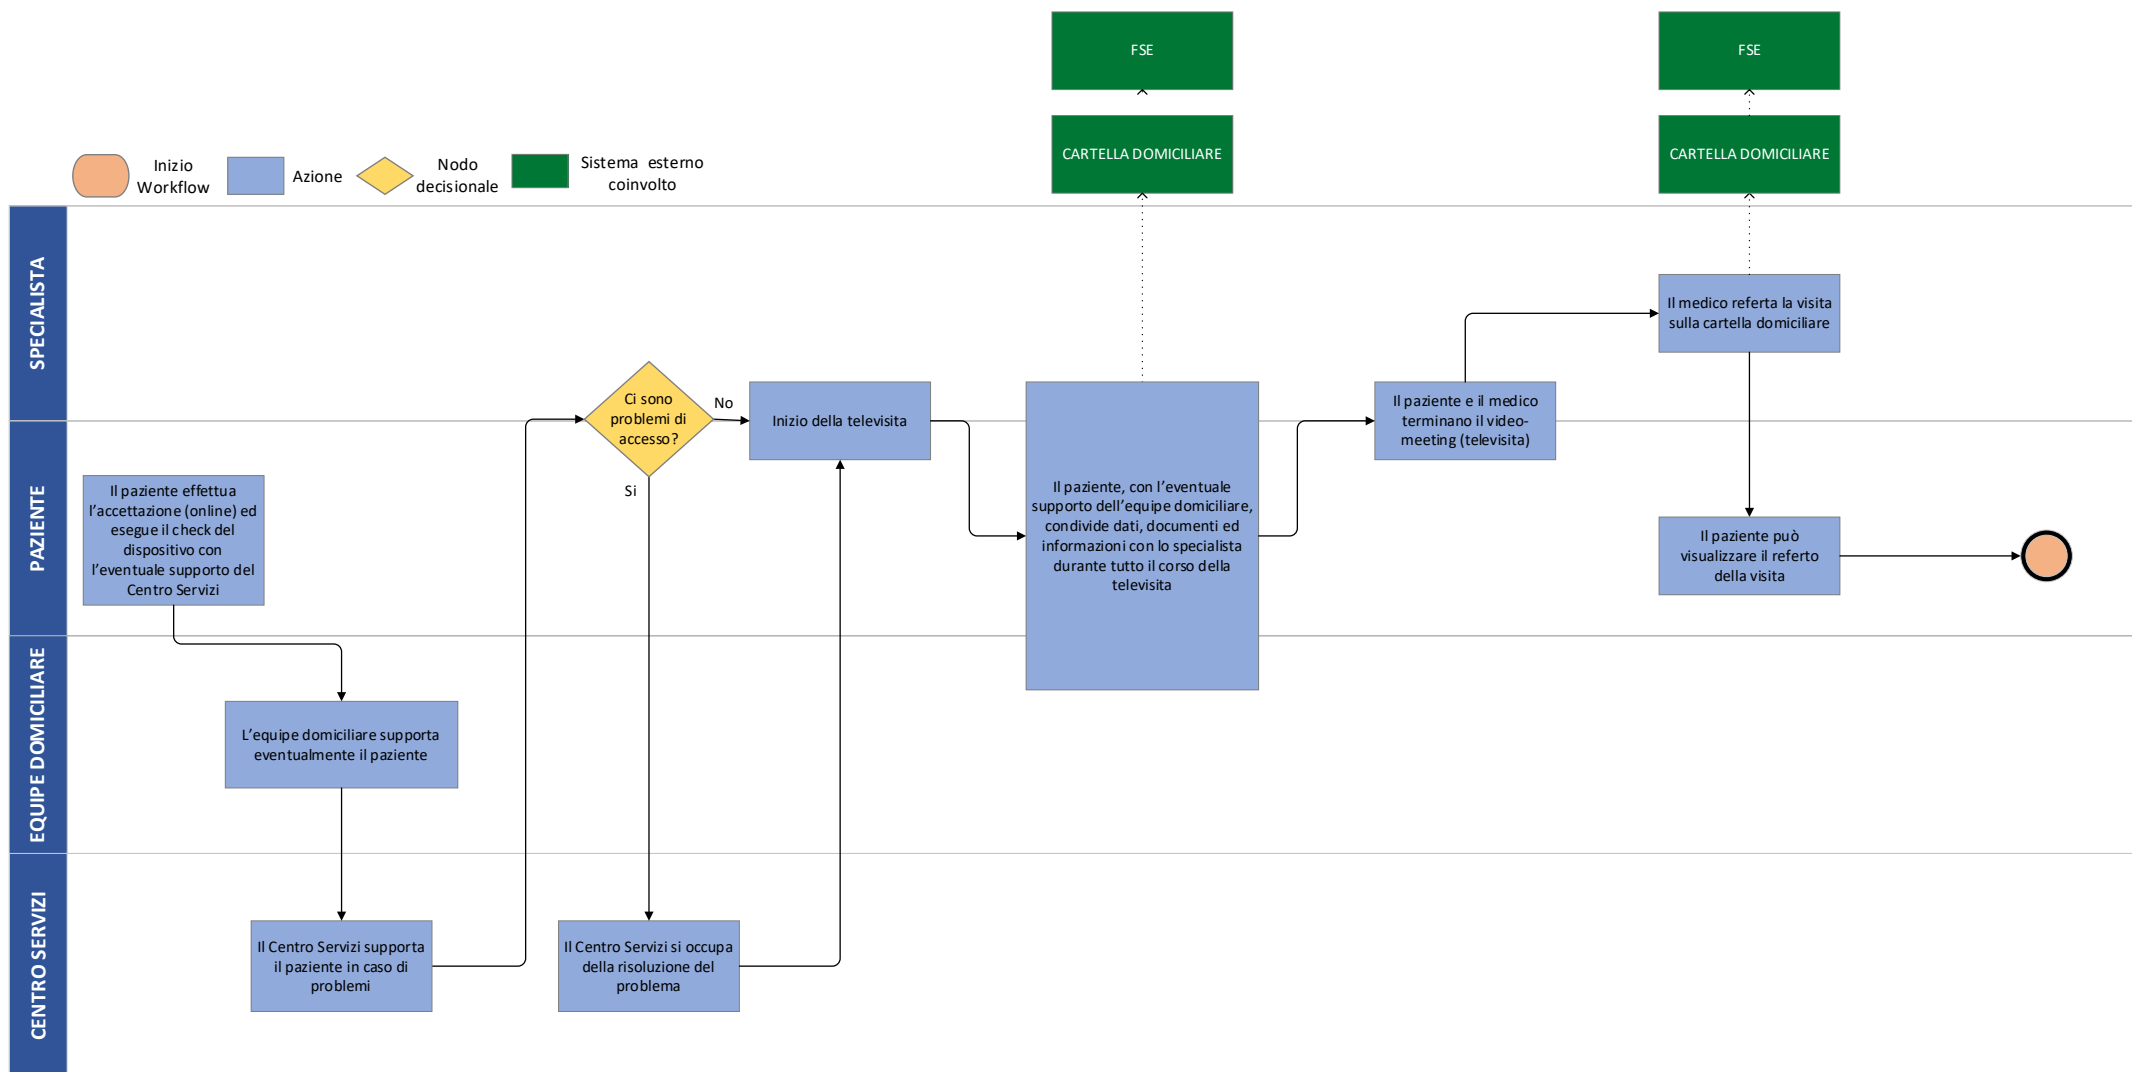 FSE
FSE
CARTELLA DOMICILIARE
CARTELLA DOMICILIARE
Inizio
Workflow
Azione
Nodo
decisionale
Sistema esterno
coinvolto
SPECIALISTA
Il medico referta la visita
sulla cartella domiciliare
Ci sono
problemi di
accesso?
No
Si
Inizio della televisita
Il paziente e il medico
terminano il video-
meeting (televisita)
PAZIENTE
Il paziente effettua
l’accettazione (online) ed
esegue il check del
dispositivo con
l’eventuale supporto del
Centro Servizi
Il paziente, con l’eventuale
supporto dell’equipe domiciliare,
condivide dati, documenti ed
informazioni con lo specialista
durante tutto il corso della
televisita
Il paziente può
visualizzare il referto
della visita
EQUIPE DOMICILIARE
L’equipe domiciliare supporta
eventualmente il paziente
CENTRO SERVIZI
Il Centro Servizi supporta
il paziente in caso di
problemi
Il Centro Servizi si occupa
della risoluzione del
problema